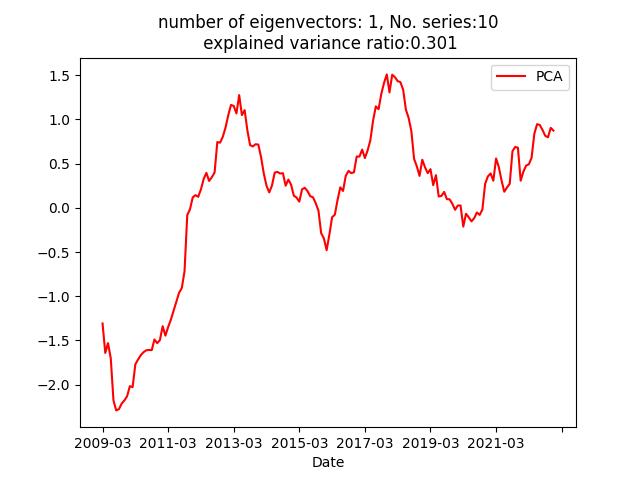 number of eigenvectors: 1, No. series:10
explained variance ratio:0.301
PCA
1.5
1.0
0.5
0.0
−0.5
−1.0
−1.5
−2.0
2009-03 2011-03 2013-03 2015-03 2017-03 2019-03 2021-03
Date